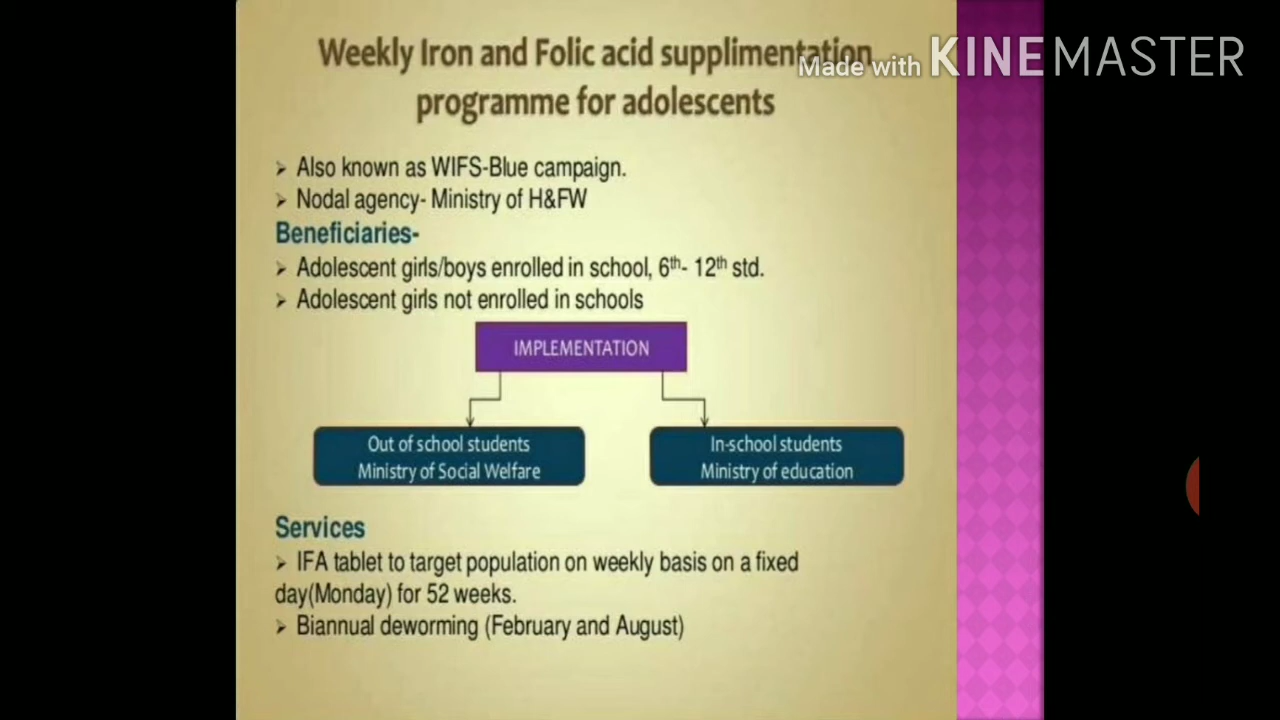 Weekly Iron and Folic acid supplimentation
Made with KINEMASTER
programme for adolescents
➢ Also known as WIFS-Blue campaign.
➢ Nodal agency- Ministry of H&FW
Beneficiaries-
➢ Adolescent girls/boys enrolled in school, 6th- 12th std.
➢ Adolescent girls not enrolled in schools
IMPLEMENTATION
Out of school students
Ministry of Social Welfare
In-school students
Ministry of education
Services
➢ IFA tablet to target population on weekly basis on a fixed
day(Monday) for 52 weeks.
➢ Biannual deworming (February and August)